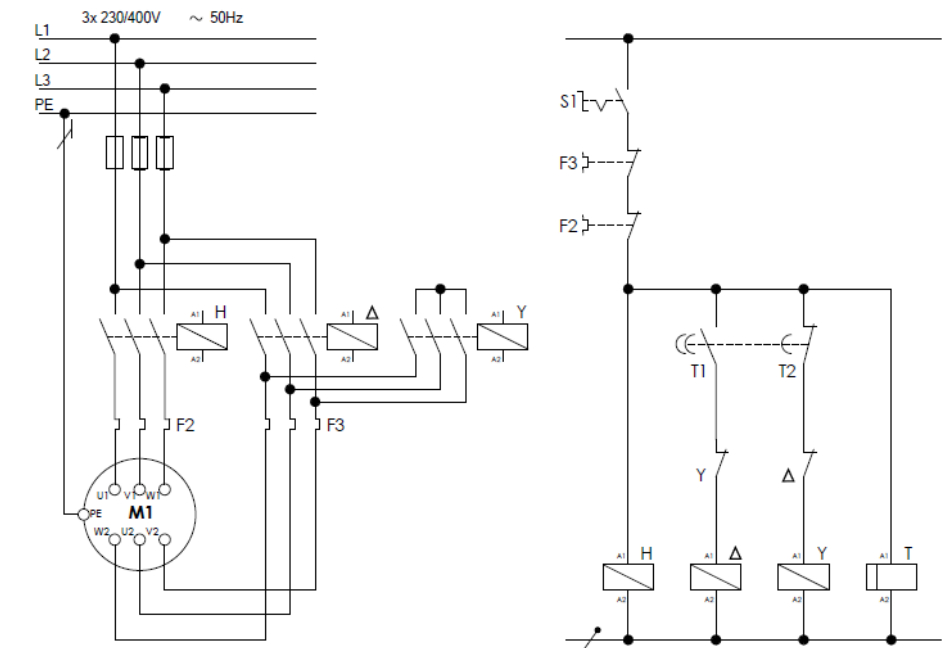 3x 230/400V ~ 50Hz
L1
L2
L3
PE
S1
F3
F2
A1 H
A2
A1 Δ
A2
A1 Y
A2
T1
T2
F2
F3
Y
Δ
U1 V1 W1
PE M1
W2 U2 V2
A1 H
A2
A1 Δ
A2
A1 Y
A2
A1 T
A2